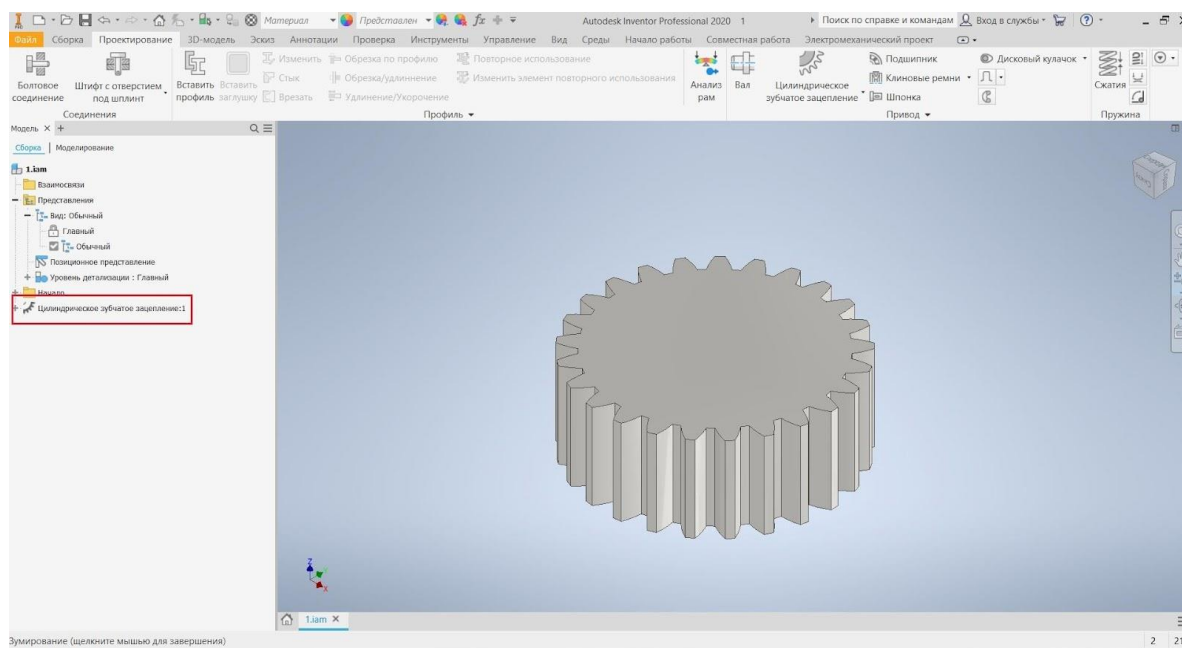 Материал Представлен fx Autodesk Inventor Professional 2020 1 Поиск по справке и командам Вход в службы
Файл Сборка Проектирование 3D-модель Эскиз Аннотации Проверка Инструменты Управление Вид Среды Начало работы Совместная работа Электромеханический проект
Болтовое соединение
Штифт с отверстием под шплинт
Вставить профиль
Вставить заглушку
Изменить Обрезка по профилю Повторное использование
Стык Обрезка/удлиннение Изменить элемент повторного использования
Врезать Удлинение/Укорочение
Анализ рам
Вал
Цилиндрическое зубчатое зацепление
Подшипник Дисковый кулачок
Клиновые ремни
Шпонка
Сжатия
Соединения Профиль Привод Пружина
Модель × +
Сборка | Моделирование
1.iam
Взаимосвязи
Представления
Вид: Обычный
Главный
Обычный
Позиционное представление
Уровень детализации : Главный
Начало
Цилиндрическое зубчатое зацепление:1
Z
X
1.iam ×
Зумирование (щелкните мышью для завершения) 2 21